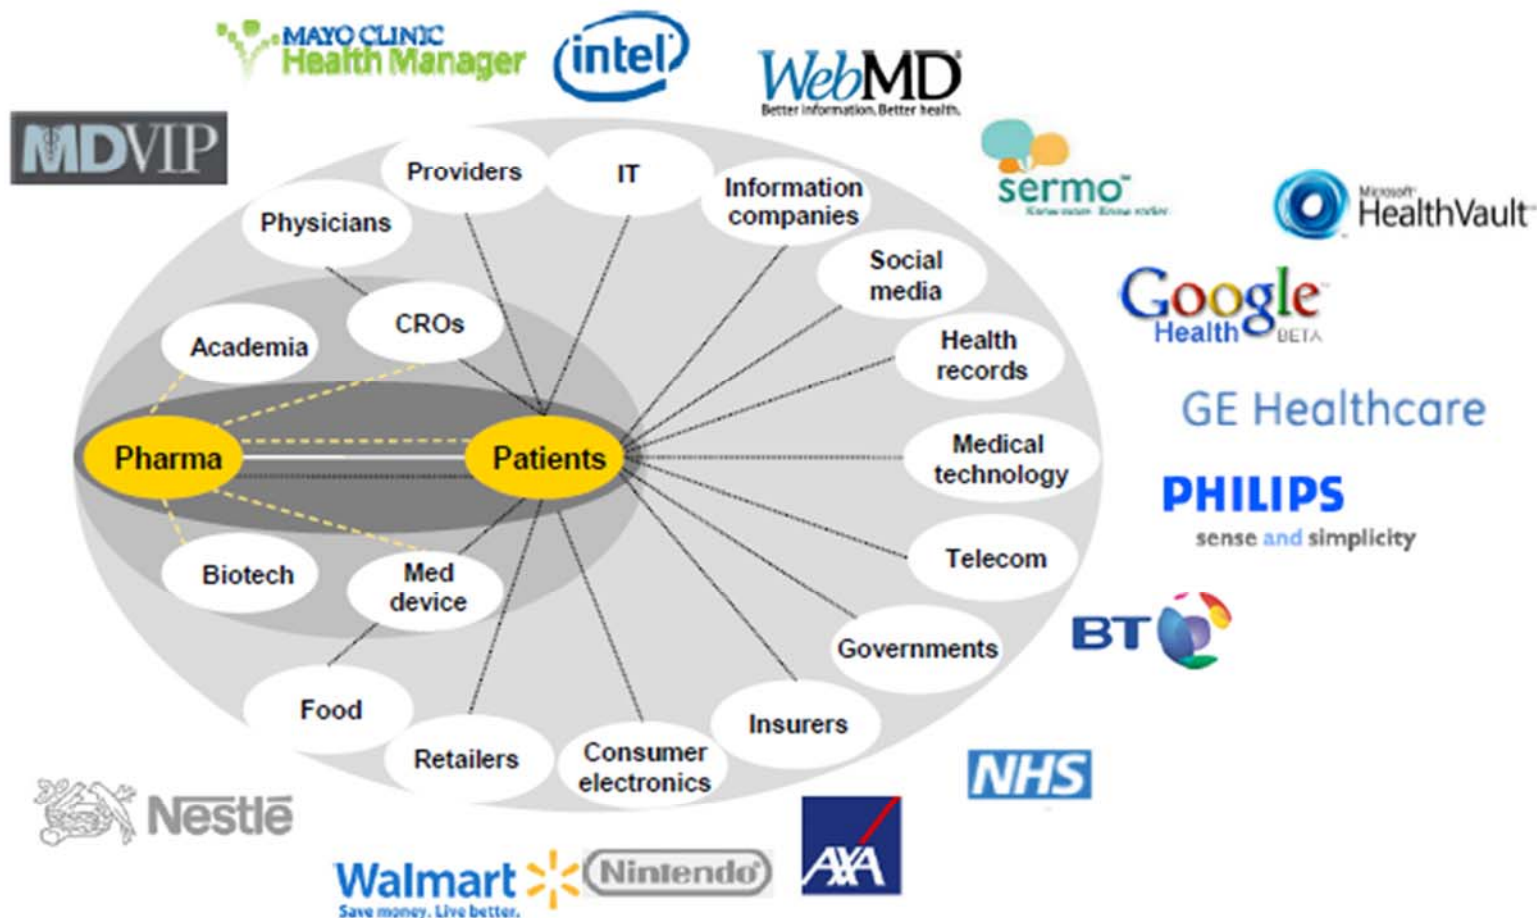 MAYO CLINIC
Health Manager
intel
WebMD
Better information. Better health.
MDVIP
sermo™
Microsoft
HealthVault
Google
Health BETA
GE Healthcare
PHILIPS
sense and simplicity
BT
NHS
AXA
Nintendo
Walmart
Save money. Live better.
Nestlē
Providers
IT
Information
companies
Physicians
Social
media
CROs
Academia
Health
records
Pharma
Patients
Medical
technology
Telecom
Biotech
Med
device
Governments
Food
Insurers
Retailers
Consumer
electronics